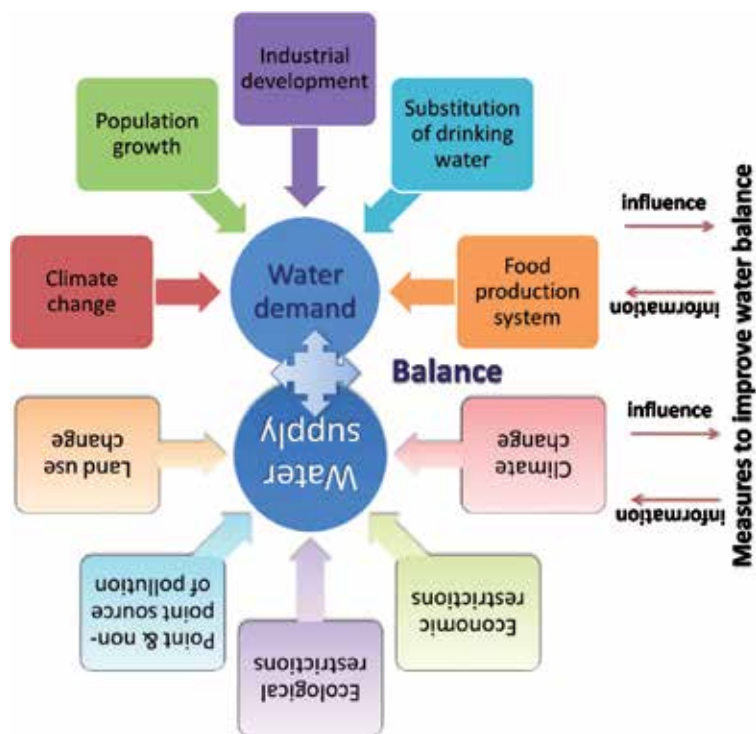 Industrial
development
Population
growth
Substitution
of drinking
water
Climate
change
Water
demand
Food
production
system
Balance
Water
supply
Land use
change
Climate
change
Point & non-
point source
of pollution
Ecological
restrictions
Economic
restrictions
influence
information
influence
information
Measures to improve water balance